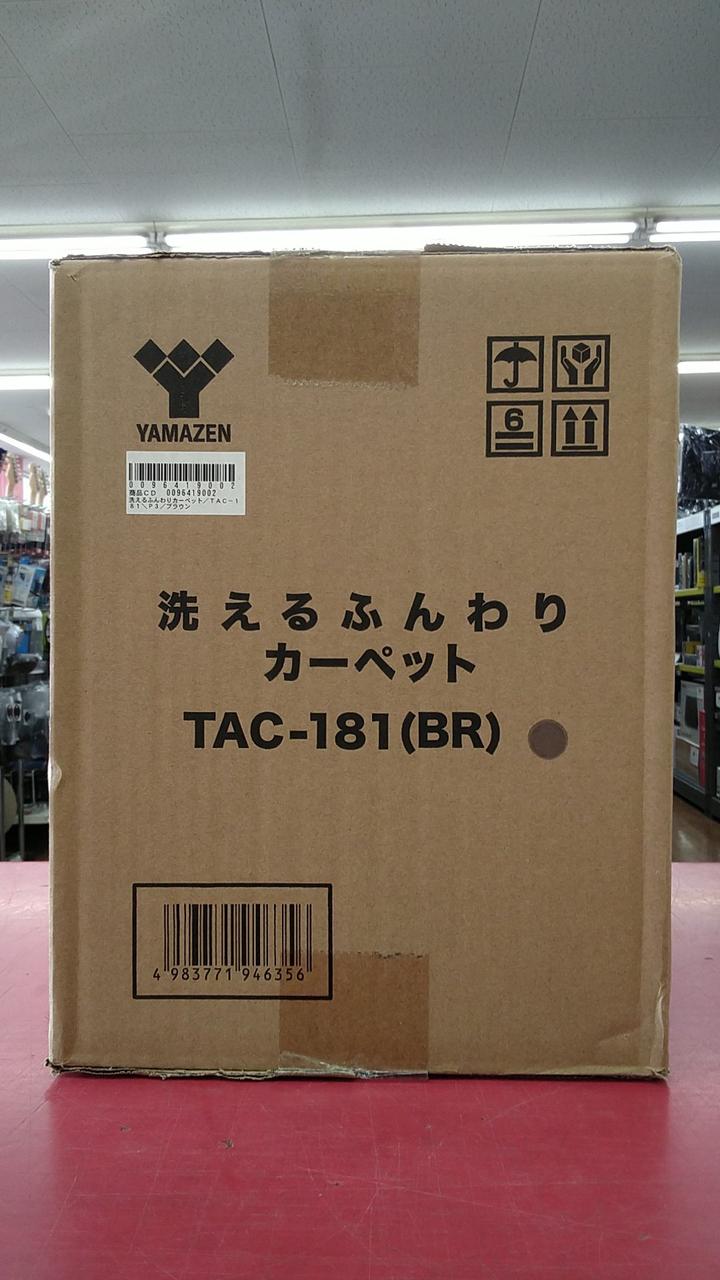 YAMAZEN
6
0096419002
商品CD 0096419002
洗えるふんわりカーペット／TAC－1
81＼P3／ブラウン
洗えるふんわり
カーペット
TAC-181(BR)
4 983771 946356